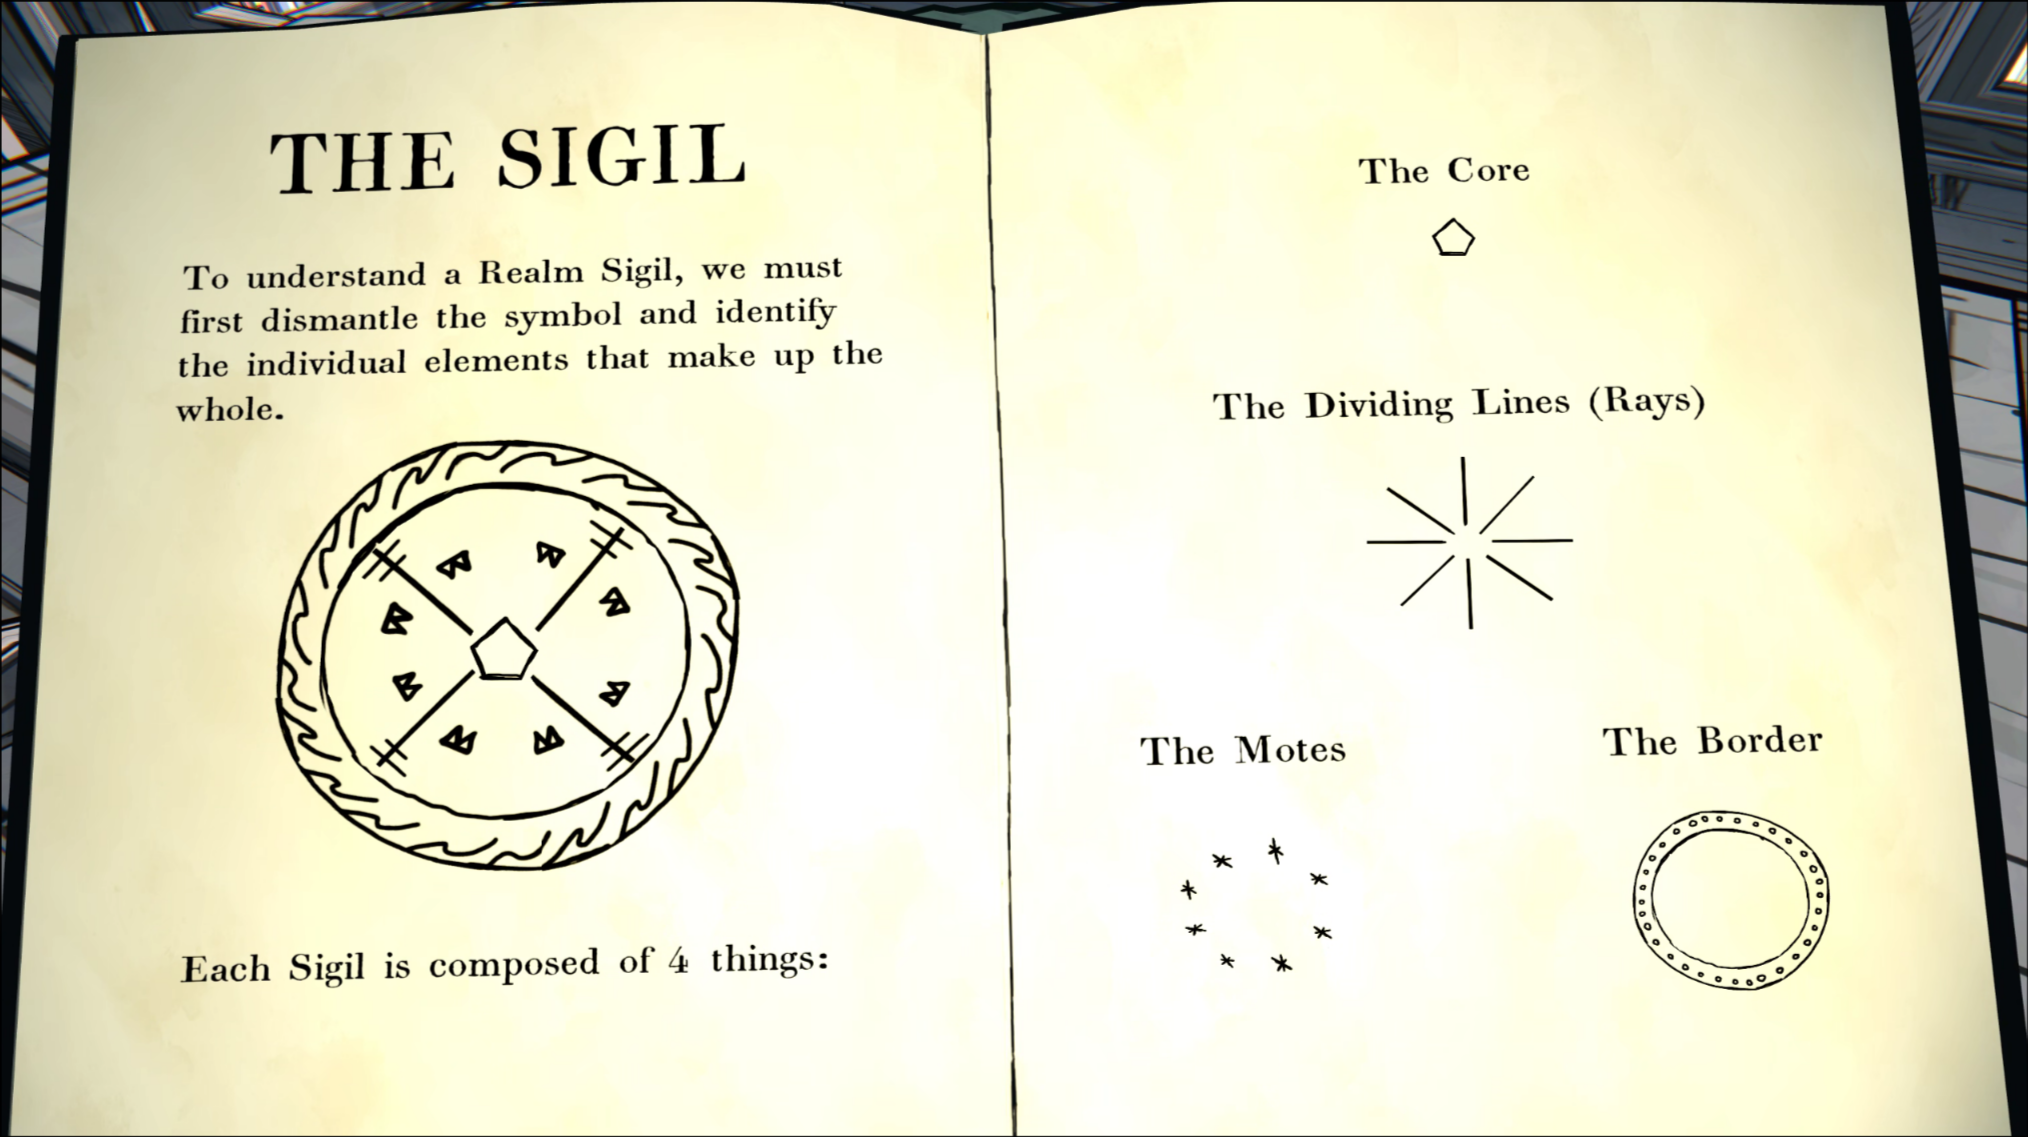 THE SIGIL
To understand a Realm Sigil, we must
first dismantle the symbol and identify
the individual elements that make up the
whole.
Each Sigil is composed of 4 things:
The Core
The Dividing Lines (Rays)
The Motes
The Border